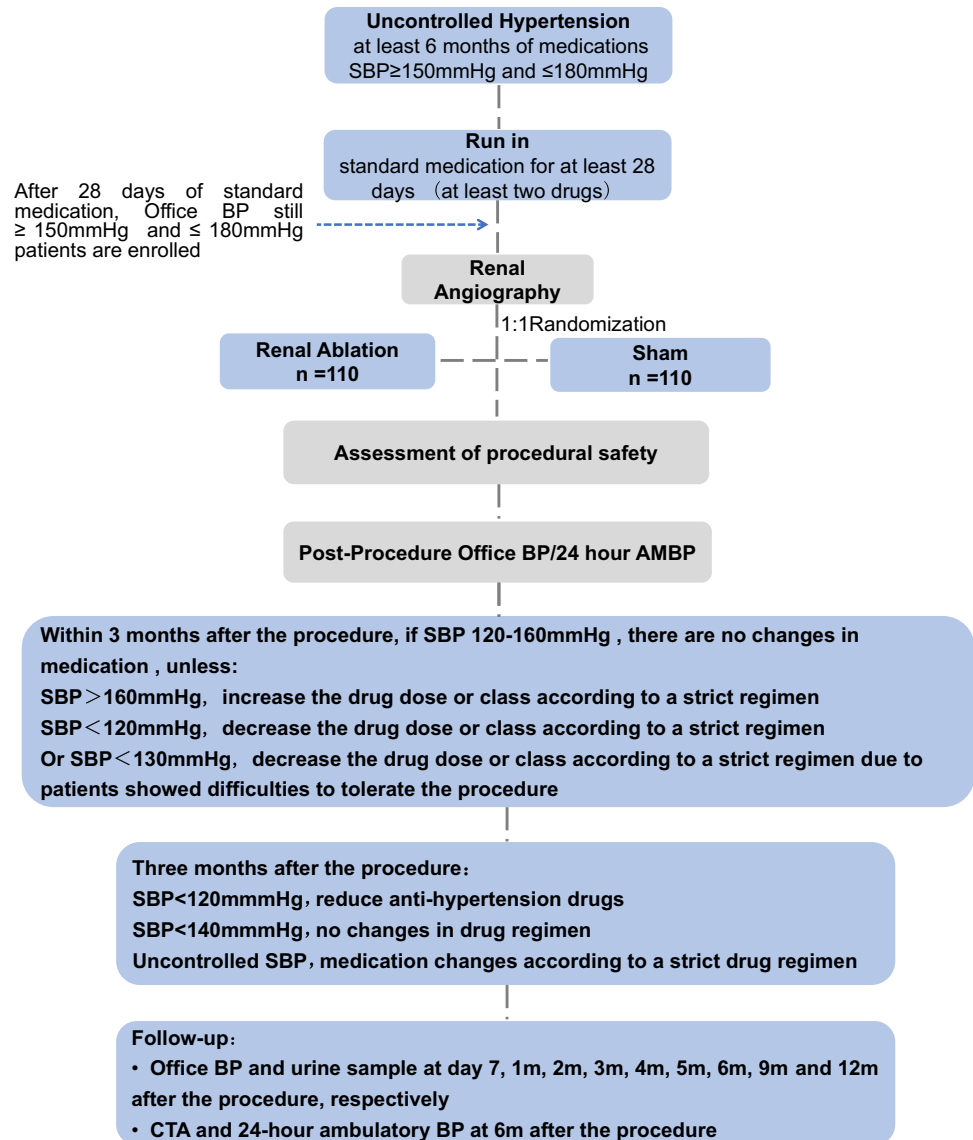 Uncontrolled Hypertension
at least 6 months of medications
SBP≥150mmHg and ≤180mmHg
Run in
standard medication for at least 28
days （at least two drugs）
After 28 days of standard
medication, Office BP still
≥ 150mmHg and ≤ 180mmHg
patients are enrolled
Renal
Angiography
1:1Randomization
Renal Ablation
n =110
Sham
n =110
Assessment of procedural safety
Post-Procedure Office BP/24 hour AMBP
Within 3 months after the procedure, if SBP 120-160mmHg , there are no changes in
medication , unless:
SBP＞160mmHg，increase the drug dose or class according to a strict regimen
SBP＜120mmHg，decrease the drug dose or class according to a strict regimen
Or SBP＜130mmHg，decrease the drug dose or class according to a strict regimen due to
patients showed difficulties to tolerate the procedure
Three months after the procedure：
SBP<120mmmHg，reduce anti-hypertension drugs
SBP<140mmmHg，no changes in drug regimen
Uncontrolled SBP，medication changes according to a strict drug regimen
Follow-up：
• Office BP and urine sample at day 7, 1m, 2m, 3m, 4m, 5m, 6m, 9m and 12m
after the procedure, respectively
• CTA and 24-hour ambulatory BP at 6m after the procedure